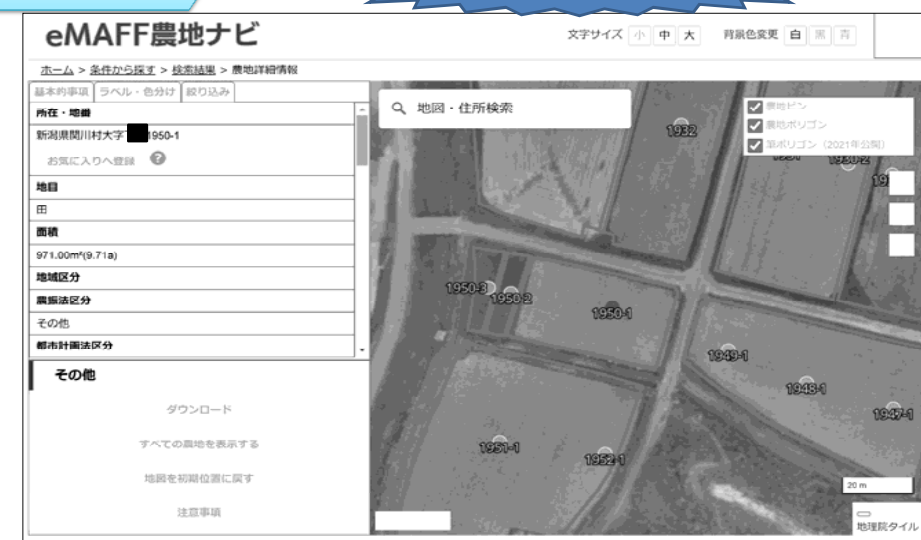 eMAFF農地ナビ
文字サイズ 小 中 大 背景色変更 白 黒 青
ホーム > 条件から探す > 検索結果 > 農地詳細情報
基本的事項 ラベル・色分け 絞り込み
所在・地番
新潟県関川村大字 1950-1
お気に入りへ登録 ?
地目
田
面積
971.00m²(9.71a)
地域区分
農振法区分
その他
都市計画法区分
その他
ダウンロード
すべての農地を表示する
地図を初期位置に戻す
注意事項
地図・住所検索
農地ピン
農地ポリゴン
筆ポリゴン（2021年公開）
1932
1930-2
1950-3
1950-2
1950-1
1949-1
1948-1
1947-1
1951-1
1952-1
20 m
地理院タイル